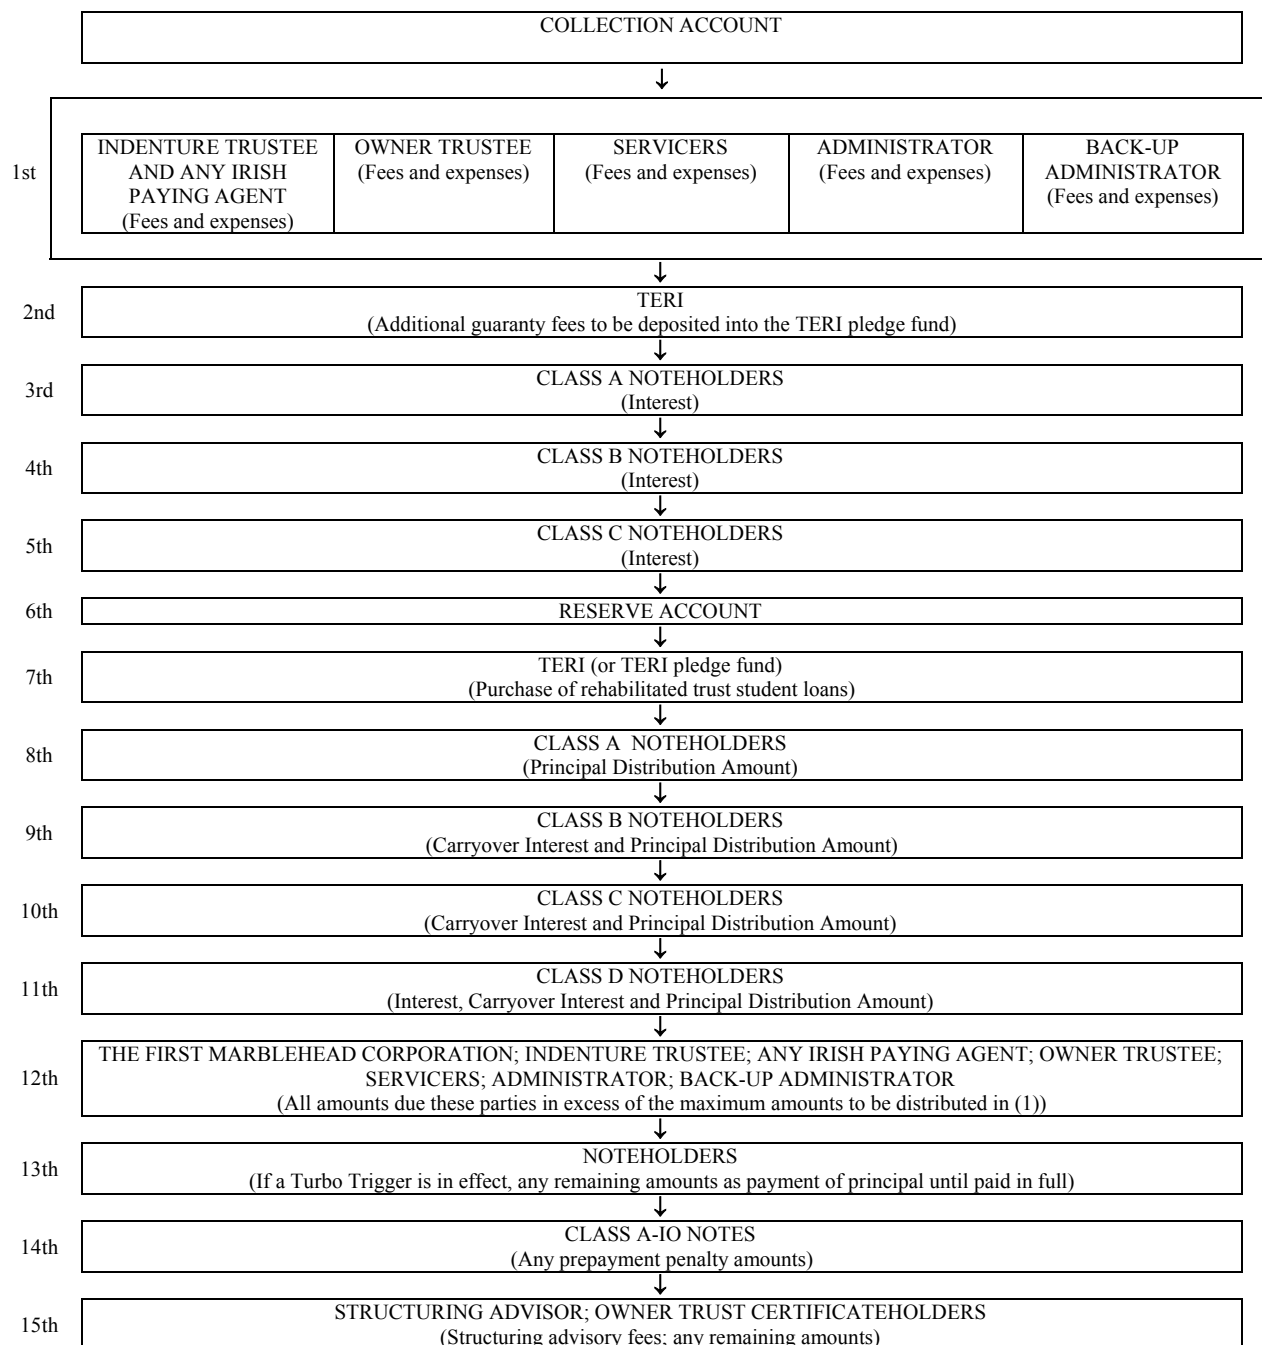 COLLECTION ACCOUNT
1st
INDENTURE TRUSTEE
AND ANY IRISH
PAYING AGENT
(Fees and expenses)
OWNER TRUSTEE
(Fees and expenses)
SERVICERS
(Fees and expenses)
ADMINISTRATOR
(Fees and expenses)
BACK-UP
ADMINISTRATOR
(Fees and expenses)
2nd
TERI
(Additional guaranty fees to be deposited into the TERI pledge fund)
3rd
CLASS A NOTEHOLDERS
(Interest)
4th
CLASS B NOTEHOLDERS
(Interest)
5th
CLASS C NOTEHOLDERS
(Interest)
6th
RESERVE ACCOUNT
7th
TERI (or TERI pledge fund)
(Purchase of rehabilitated trust student loans)
8th
CLASS A NOTEHOLDERS
(Principal Distribution Amount)
9th
CLASS B NOTEHOLDERS
(Carryover Interest and Principal Distribution Amount)
10th
CLASS C NOTEHOLDERS
(Carryover Interest and Principal Distribution Amount)
11th
CLASS D NOTEHOLDERS
(Interest, Carryover Interest and Principal Distribution Amount)
12th
THE FIRST MARBLEHEAD CORPORATION; INDENTURE TRUSTEE; ANY IRISH PAYING AGENT; OWNER TRUSTEE;
SERVICERS; ADMINISTRATOR; BACK-UP ADMINISTRATOR
(All amounts due these parties in excess of the maximum amounts to be distributed in (1))
13th
NOTEHOLDERS
(If a Turbo Trigger is in effect, any remaining amounts as payment of principal until paid in full)
14th
CLASS A-IO NOTES
(Any prepayment penalty amounts)
15th
STRUCTURING ADVISOR; OWNER TRUST CERTIFICATEHOLDERS
(Structuring advisory fees; any remaining amounts)